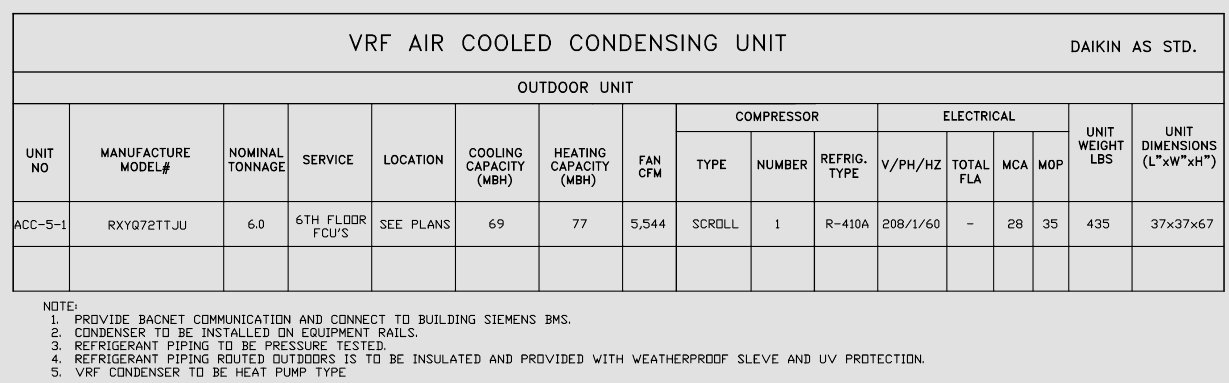 VRF AIR COOLED CONDENSING UNIT DAIKIN AS STD.
OUTDOOR UNIT
UNIT NO MANUFACTURE MODEL# NOMINAL TONNAGE SERVICE LOCATION COOLING CAPACITY (MBH) HEATING CAPACITY (MBH) FAN CFM COMPRESSOR ELECTRICAL UNIT WEIGHT LBS UNIT DIMENSIONS (L"xW"xH")
TYPE NUMBER REFRIG. TYPE V/PH/HZ TOTAL FLA MCA MOP
ACC-5-1 RXYQ72TTJU 6.0 6TH FLOOR FCU'S SEE PLANS 69 77 5,544 SCROLL 1 R-410A 208/1/60 - 28 35 435 37x37x67
NOTE:
1. PROVIDE BACNET COMMUNICATION AND CONNECT TO BUILDING SIEMENS BMS.
2. CONDENSER TO BE INSTALLED ON EQUIPMENT RAILS.
3. REFRIGERANT PIPING TO BE PRESSURE TESTED.
4. REFRIGERANT PIPING ROUTED OUTDOORS IS TO BE INSULATED AND PROVIDED WITH WEATHERPROOF SLEVE AND UV PROTECTION.
5. VRF CONDENSER TO BE HEAT PUMP TYPE